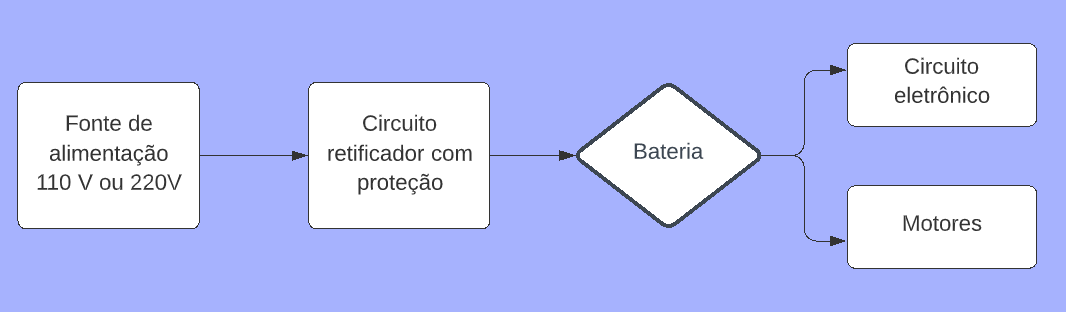 Fonte de
alimentação
110 V ou 220V
Circuito
retificador com
proteção
Bateria
Circuito
eletrônico
Motores